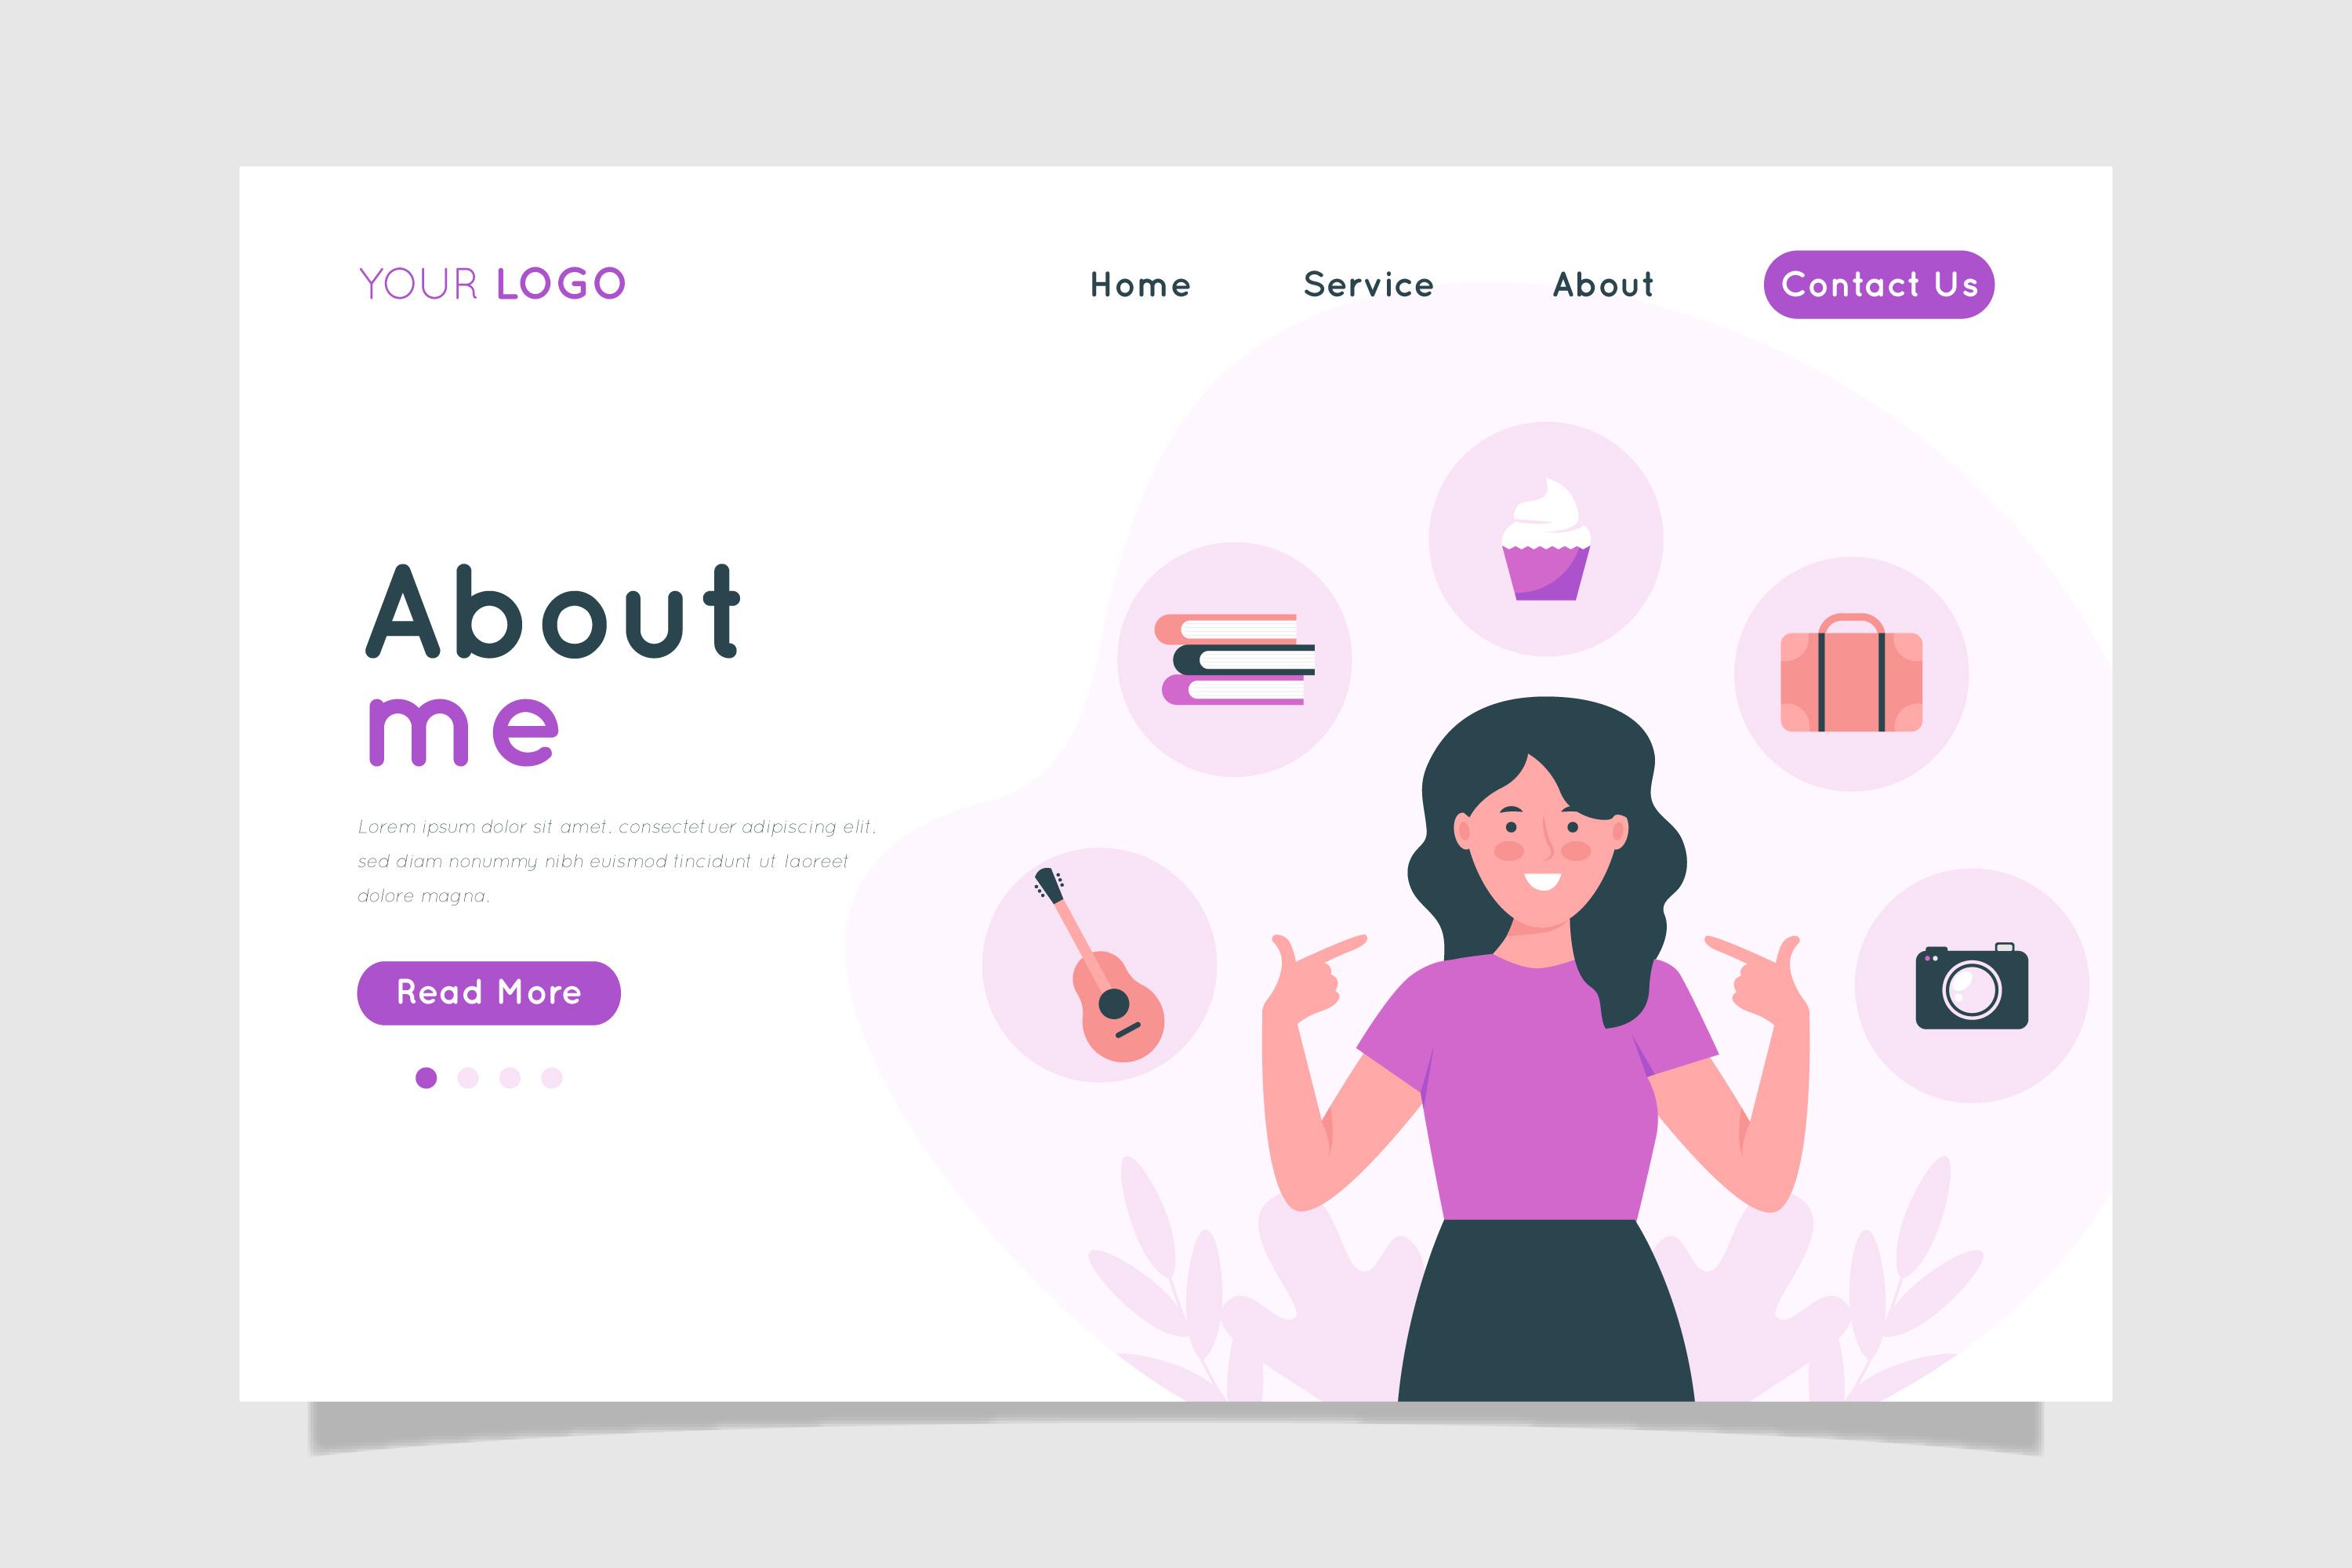 YOUR LOGO
Home Service About Contact Us
About
me
Lorem ipsum dolor sit amet. consectetuer adipiscing elit.
sed diam nonummy nibh euismod tincidunt ut laoreet
dolore magna.
Read More